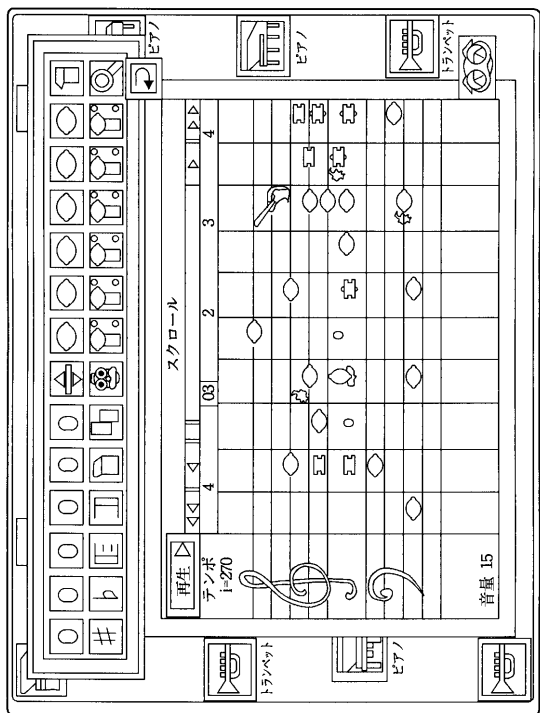 ピアノ
ピアノ
トランペット
スクロール
4 03 2 3 4
再生
テンポ
i=270
音量 15
トランペット
ピアノ